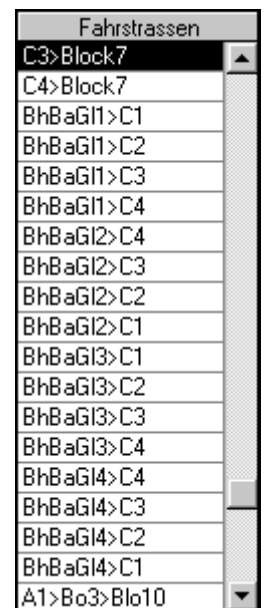 Fahrstrassen
C3>Block7
C4>Block7
BhBaGl1>C1
BhBaGl1>C2
BhBaGl1>C3
BhBaGl1>C4
BhBaGl2>C4
BhBaGl2>C3
BhBaGl2>C2
BhBaGl2>C1
BhBaGl3>C1
BhBaGl3>C2
BhBaGl3>C3
BhBaGl3>C4
BhBaGl4>C4
BhBaGl4>C3
BhBaGl4>C2
BhBaGl4>C1
A1>Bo3>Blo10